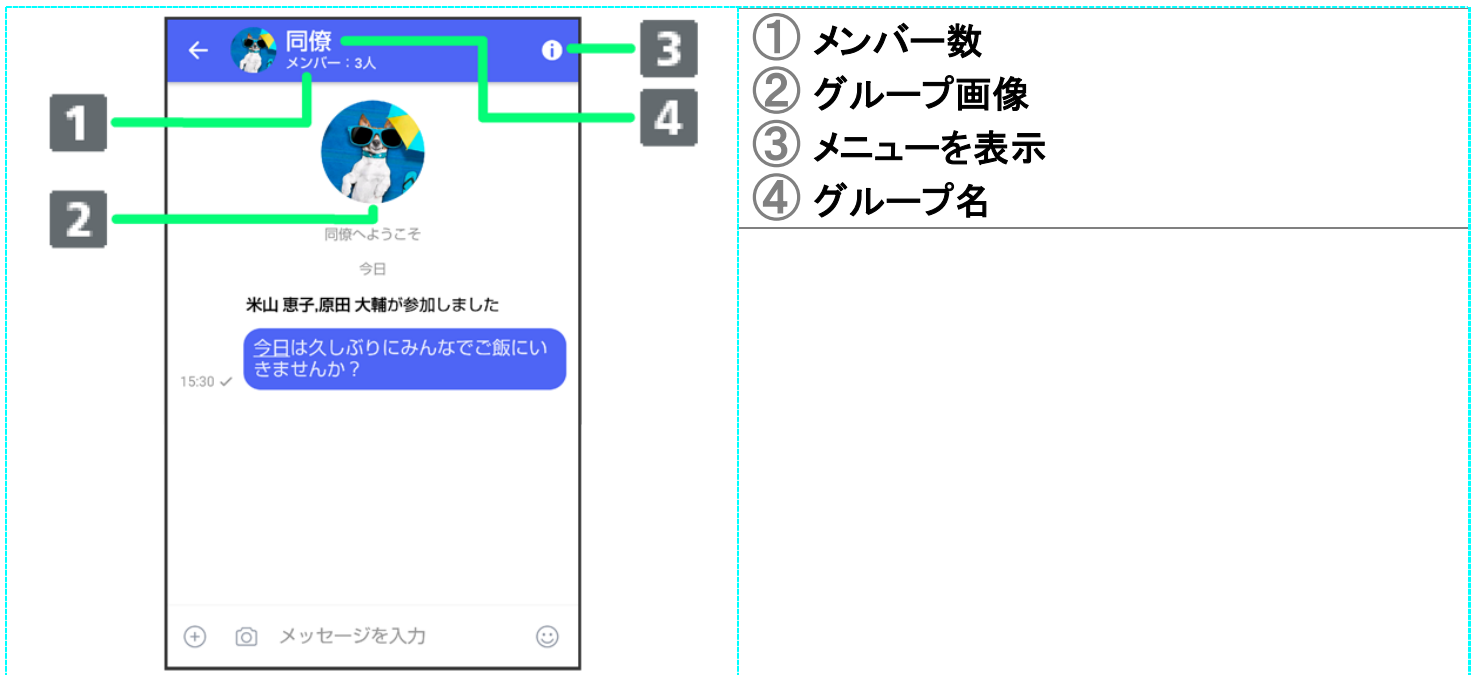 同僚
メンバー：3人
1
2
3
4
同僚へようこそ
今日
米山 恵子,原田 大輔が参加しました
今日は久しぶりにみんなでご飯にい
きませんか？
15:30
メッセージを入力
① メンバー数
② グループ画像
③ メニューを表示
④ グループ名